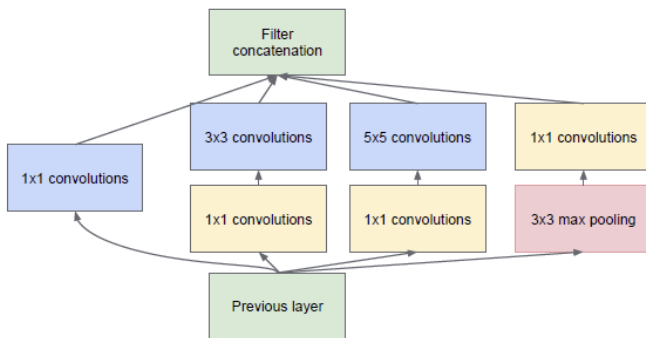 Filter
concatenation
3x3 convolutions
5x5 convolutions
1x1 convolutions
1x1 convolutions
1x1 convolutions
1x1 convolutions
3x3 max pooling
Previous layer